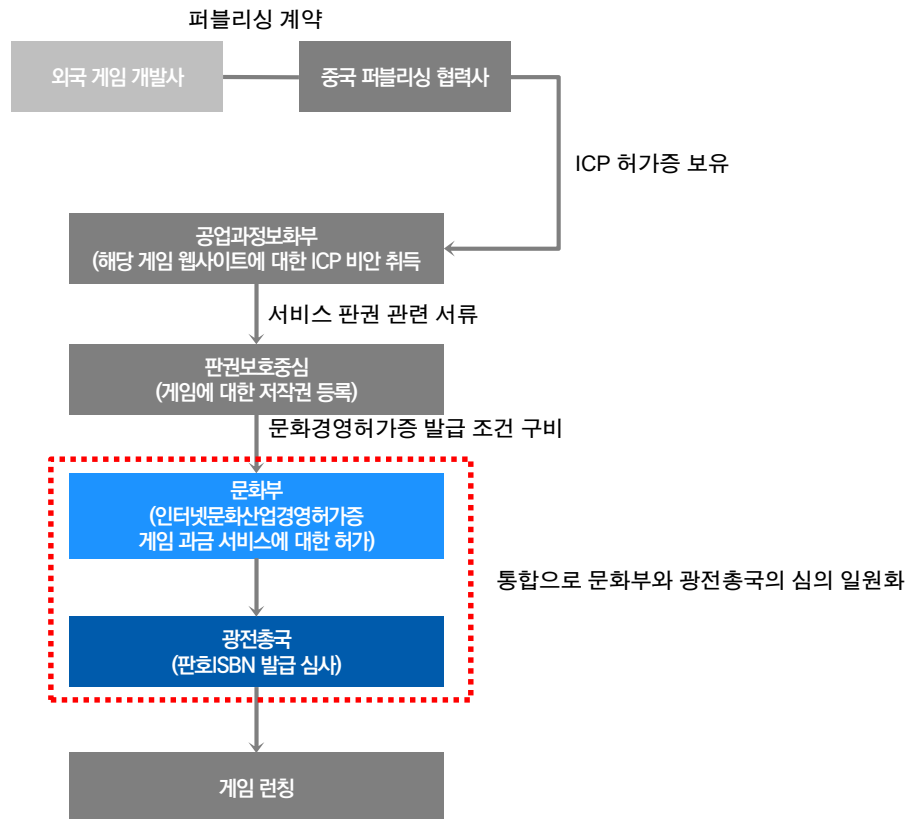 퍼블리싱 계약
외국 게임 개발사
중국 퍼블리싱 협력사
ICP 허가증 보유
공업과정보화부
(해당 게임 웹사이트에 대한 ICP 비안 취득
서비스 판권 관련 서류
판권보호중심
(게임에 대한 저작권 등록)
문화경영허가증 발급 조건 구비
문화부
(인터넷문화산업경영허가증
게임 과금 서비스에 대한 허가)
통합으로 문화부와 광전총국의 심의 일원화
광전총국
(판호ISBN 발급 심사)
게임 런칭